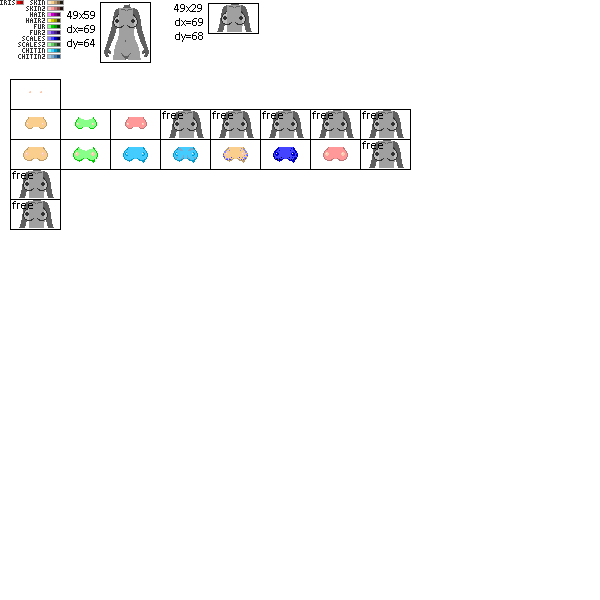 IRIS SKIN
SKIN2
HAIR
HAIR2
FUR
FUR2
SCALES
SCALES2
CHITIN
CHITIN2
49x59
dx=69
dy=64
49x29
dx=69
dy=68
free
free
free
free
free
free
free
free